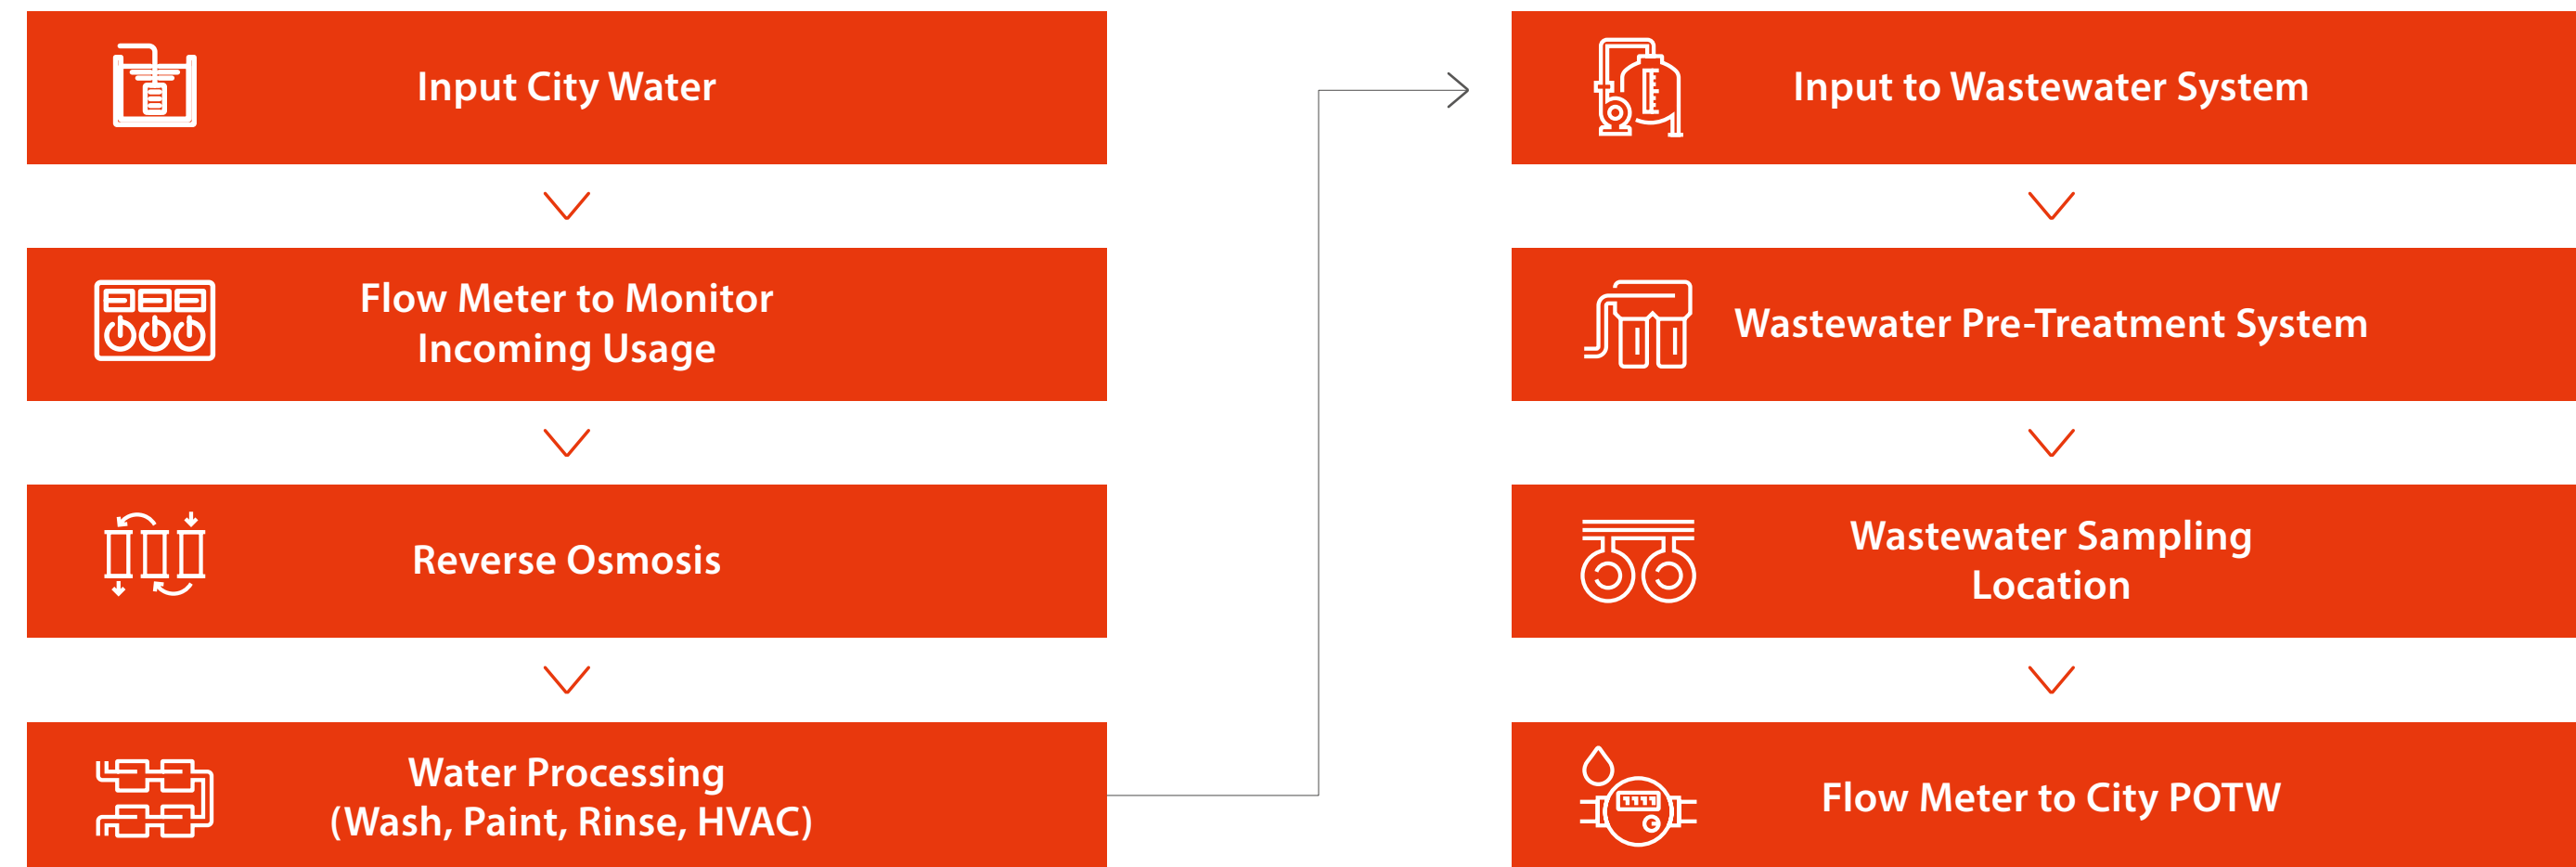 Input City Water
Flow Meter to Monitor
Incoming Usage
Reverse Osmosis
Water Processing
(Wash, Paint, Rinse, HVAC)
Input to Wastewater System
Wastewater Pre-Treatment System
Wastewater Sampling
Location
Flow Meter to City POTW